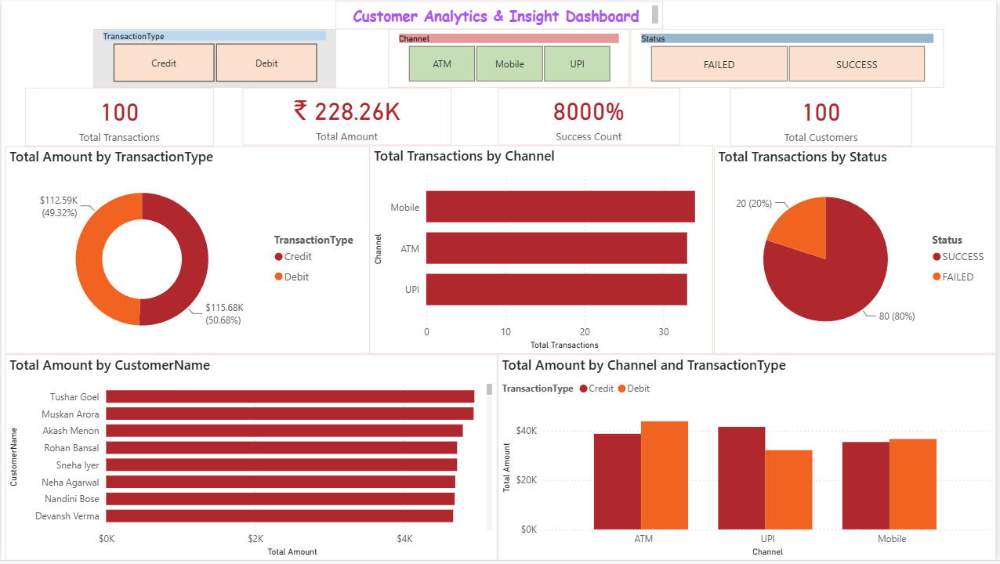 Customer Analytics & Insight Dashboard
TransactionType
Credit
Debit
Channel
ATM
Mobile
UPI
Status
FAILED
SUCCESS
100
Total Transactions
₹ 228.26K
Total Amount
8000%
Success Count
100
Total Customers
Total Amount by TransactionType
$112.59K
(49.32%)
$115.68K
(50.68%)
TransactionType
Credit
Debit
Total Transactions by Channel
Channel
Mobile
ATM
UPI
0
10
20
30
Total Transactions
Total Transactions by Status
20 (20%)
80 (80%)
Status
SUCCESS
FAILED
Total Amount by CustomerName
CustomerName
Tushar Goel
Muskan Arora
Akash Menon
Rohan Bansal
Sneha Iyer
Neha Agarwal
Nandini Bose
Devansh Verma
$0K
$2K
$4K
Total Amount
Total Amount by Channel and TransactionType
TransactionType
Credit
Debit
Total Amount
$40K
$20K
$0K
ATM
UPI
Mobile
Channel